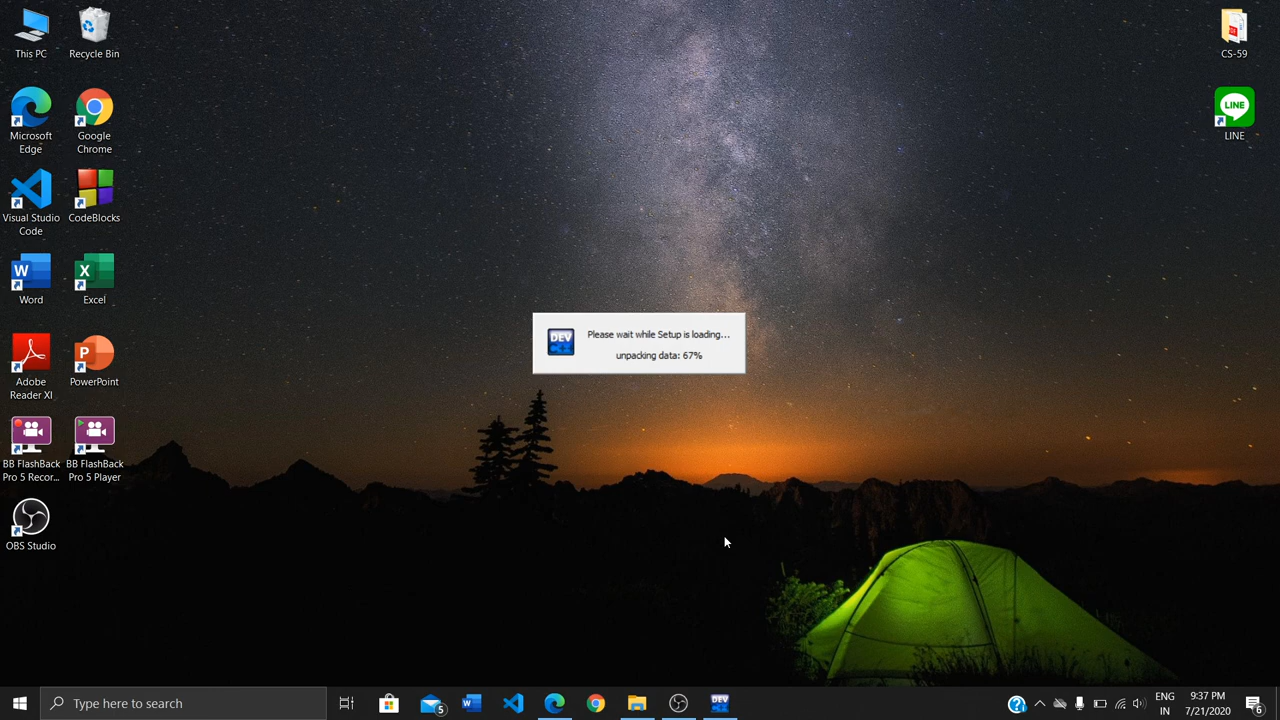 This PC
Recycle Bin
Microsoft Edge
Google Chrome
Visual Studio Code
CodeBlocks
Word
Excel
Adobe Reader XI
PowerPoint
BB FlashBack Pro 5 Recor...
BB FlashBack Pro 5 Player
OBS Studio
CS-59
LINE
LINE
DEV
Please wait while Setup is loading...
unpacking data: 67%
Type here to search
5
DEV
ENG
IN
9:37 PM
7/21/2020
6